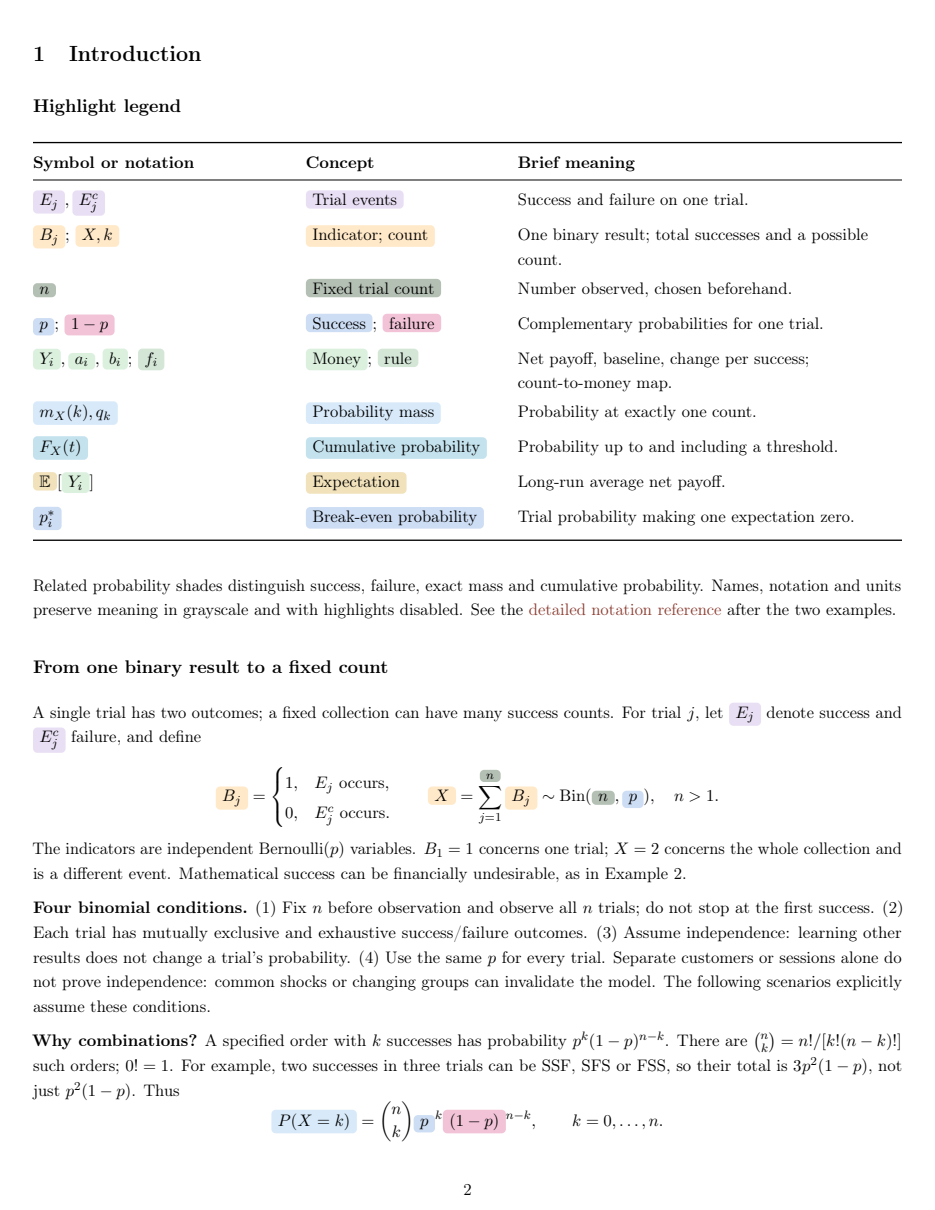 1 Introduction
Highlight legend
Symbol or notation Concept Brief meaning
E_j , E_j^c Trial events Success and failure on one trial.
B_j ; X, k Indicator; count One binary result; total successes and a possible
count.
n Fixed trial count Number observed, chosen beforehand.
p ; 1 − p Success ; failure Complementary probabilities for one trial.
Y_i , a_i , b_i ; f_i Money ; rule Net payoff, baseline, change per success;
count-to-money map.
m_X(k), q_k Probability mass Probability at exactly one count.
F_X(t) Cumulative probability Probability up to and including a threshold.
𝔼 [ Y_i ] Expectation Long-run average net payoff.
p_i^* Break-even probability Trial probability making one expectation zero.
Related probability shades distinguish success, failure, exact mass and cumulative probability. Names, notation and units
preserve meaning in grayscale and with highlights disabled. See the detailed notation reference after the two examples.
From one binary result to a fixed count
A single trial has two outcomes; a fixed collection can have many success counts. For trial j, let E_j denote success and
E_j^c failure, and define
B_j = { 1, E_j occurs, 0, E_j^c occurs. X = ∑_{j=1}^{n} B_j ∼ Bin( n , p ), n > 1.
The indicators are independent Bernoulli(p) variables. B_1 = 1 concerns one trial; X = 2 concerns the whole collection and
is a different event. Mathematical success can be financially undesirable, as in Example 2.
Four binomial conditions. (1) Fix n before observation and observe all n trials; do not stop at the first success. (2)
Each trial has mutually exclusive and exhaustive success/failure outcomes. (3) Assume independence: learning other
results does not change a trial's probability. (4) Use the same p for every trial. Separate customers or sessions alone do
not prove independence: common shocks or changing groups can invalidate the model. The following scenarios explicitly
assume these conditions.
Why combinations? A specified order with k successes has probability p^k(1 − p)^{n−k}. There are \binom{n}{k} = n!/[k!(n − k)!]
such orders; 0! = 1. For example, two successes in three trials can be SSF, SFS or FSS, so their total is 3p^2(1 − p), not
just p^2(1 − p). Thus
P(X = k) = \binom{n}{k} p^k (1 − p)^{n−k}, k = 0, . . . , n.
2